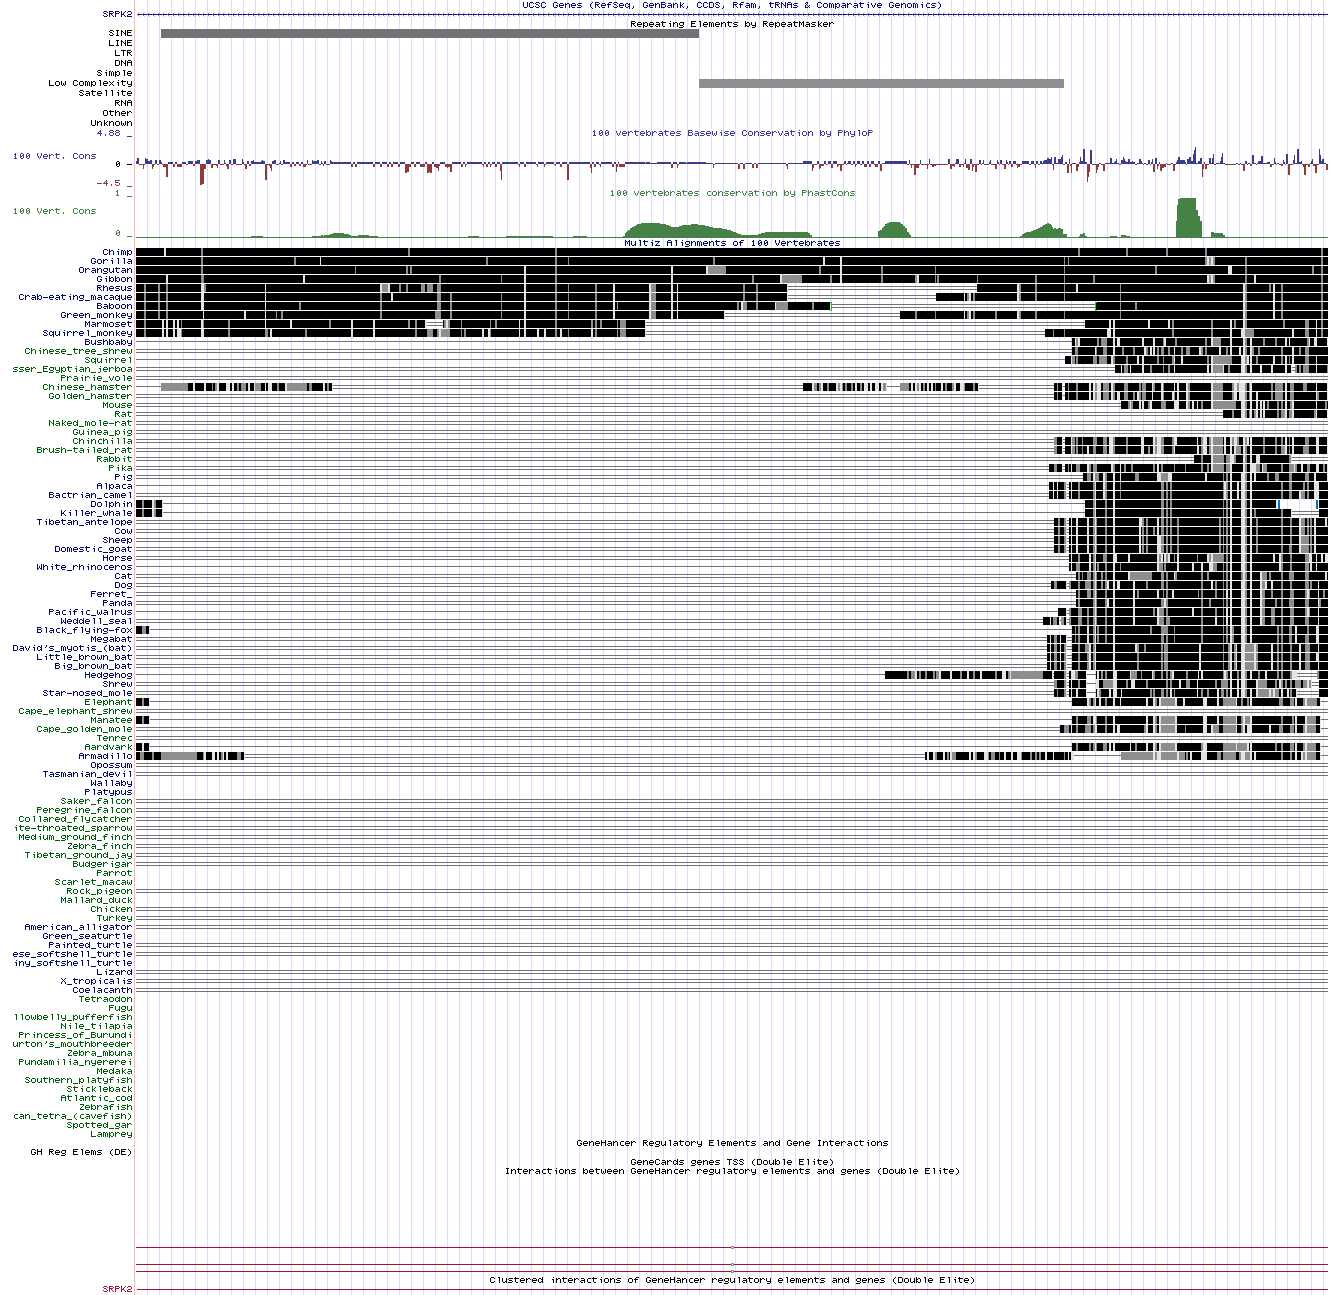 UCSC Genes (RefSeq, GenBank, CCDS, Rfam, tRNAs & Comparative Genomics)
SRPK2
Repeating Elements by RepeatMasker
SINE
LINE
LTR
DNA
Simple
Low Complexity
Satellite
RNA
Other
Unknown
4.88 _
100 vertebrates Basewise Conservation by PhyloP
100 Vert. Cons
0 _
-4.5 _
1 _
100 vertebrates conservation by PhastCons
100 Vert. Cons
0 _
Multiz Alignments of 100 Vertebrates
Chimp
Gorilla
Orangutan
Gibbon
Rhesus
Crab-eating_macaque
Baboon
Green_monkey
Marmoset
Squirrel_monkey
Bushbaby
Chinese_tree_shrew
Squirrel
sser_Egyptian_jerboa
Prairie_vole
Chinese_hamster
Golden_hamster
Mouse
Rat
Naked_mole-rat
Guinea_pig
Chinchilla
Brush-tailed_rat
Rabbit
Pika
Pig
Alpaca
Bactrian_camel
Dolphin
Killer_whale
Tibetan_antelope
Cow
Sheep
Domestic_goat
Horse
White_rhinoceros
Cat
Dog
Ferret_
Panda
Pacific_walrus
Weddell_seal
Black_flying-fox
Megabat
David's_myotis_(bat)
Little_brown_bat
Big_brown_bat
Hedgehog
Shrew
Star-nosed_mole
Elephant
Cape_elephant_shrew
Manatee
Cape_golden_mole
Tenrec
Aardvark
Armadillo
Opossum
Tasmanian_devil
Wallaby
Platypus
Saker_falcon
Peregrine_falcon
Collared_flycatcher
ite-throated_sparrow
Medium_ground_finch
Zebra_finch
Tibetan_ground_jay
Budgerigar
Parrot
Scarlet_macaw
Rock_pigeon
Mallard_duck
Chicken
Turkey
American_alligator
Green_seaturtle
Painted_turtle
ese_softshell_turtle
iny_softshell_turtle
Lizard
X_tropicalis
Coelacanth
Tetraodon
Fugu
llowbelly_pufferfish
Nile_tilapia
Princess_of_Burundi
urton's_mouthbreeder
Zebra_mbuna
Pundamilia_nyererei
Medaka
Southern_platyfish
Stickleback
Atlantic_cod
Zebrafish
can_tetra_(cavefish)
Spotted_gar
Lamprey
GeneHancer Regulatory Elements and Gene Interactions
GH Reg Elems (DE)
GeneCards genes TSS (Double Elite)
Interactions between GeneHancer regulatory elements and genes (Double Elite)
Clustered interactions of GeneHancer regulatory elements and genes (Double Elite)
SRPK2